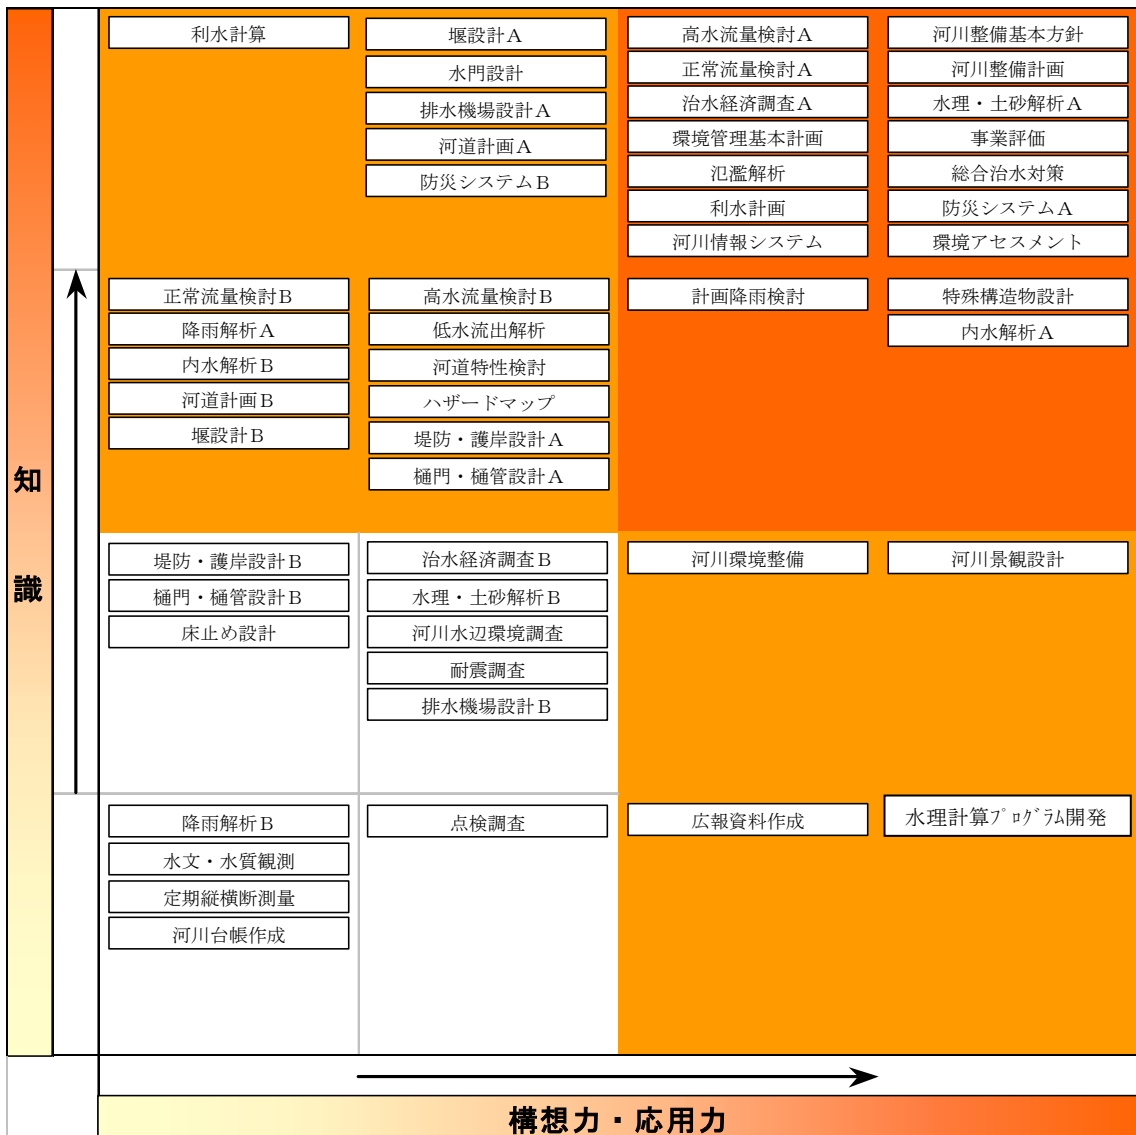 知
識
利水計算
堰設計A
水門設計
排水機場設計A
河道計画A
防災システムB
高水流量検討A
正常流量検討A
治水経済調査A
環境管理基本計画
氾濫解析
利水計画
河川情報システム
河川整備基本方針
河川整備計画
水理・土砂解析A
事業評価
総合治水対策
防災システムA
環境アセスメント
正常流量検討B
降雨解析A
内水解析B
河道計画B
堰設計B
高水流量検討B
低水流出解析
河道特性検討
ハザードマップ
堤防・護岸設計A
樋門・樋管設計A
計画降雨検討
特殊構造物設計
内水解析A
堤防・護岸設計B
樋門・樋管設計B
床止め設計
治水経済調査B
水理・土砂解析B
河川水辺環境調査
耐震調査
排水機場設計B
河川環境整備
河川景観設計
降雨解析B
水文・水質観測
定期縦横断測量
河川台帳作成
点検調査
広報資料作成
水理計算プログラム開発
構想力・応用力